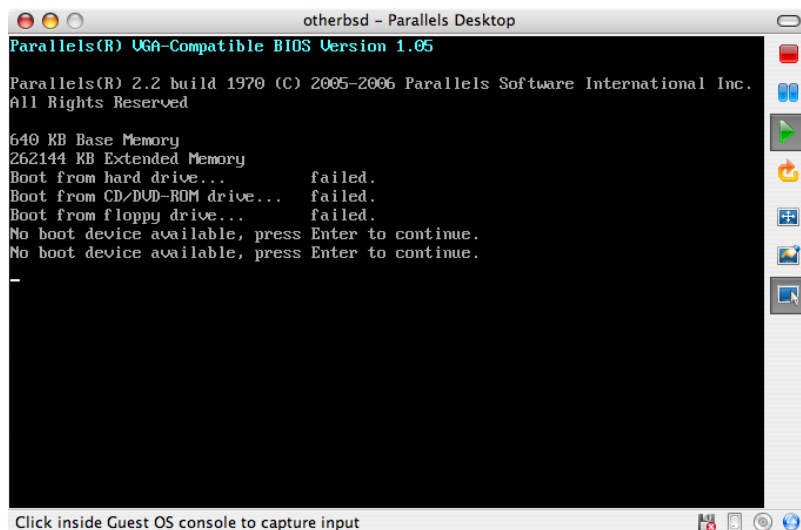 otherbsd – Parallels Desktop
Parallels(R) VGA-Compatible BIOS Version 1.05
Parallels(R) 2.2 build 1970 (C) 2005-2006 Parallels Software International Inc.
All Rights Reserved
640 KB Base Memory
262144 KB Extended Memory
Boot from hard drive... failed.
Boot from CD/DVD-ROM drive... failed.
Boot from floppy drive... failed.
No boot device available, press Enter to continue.
No boot device available, press Enter to continue.
Click inside Guest OS console to capture input